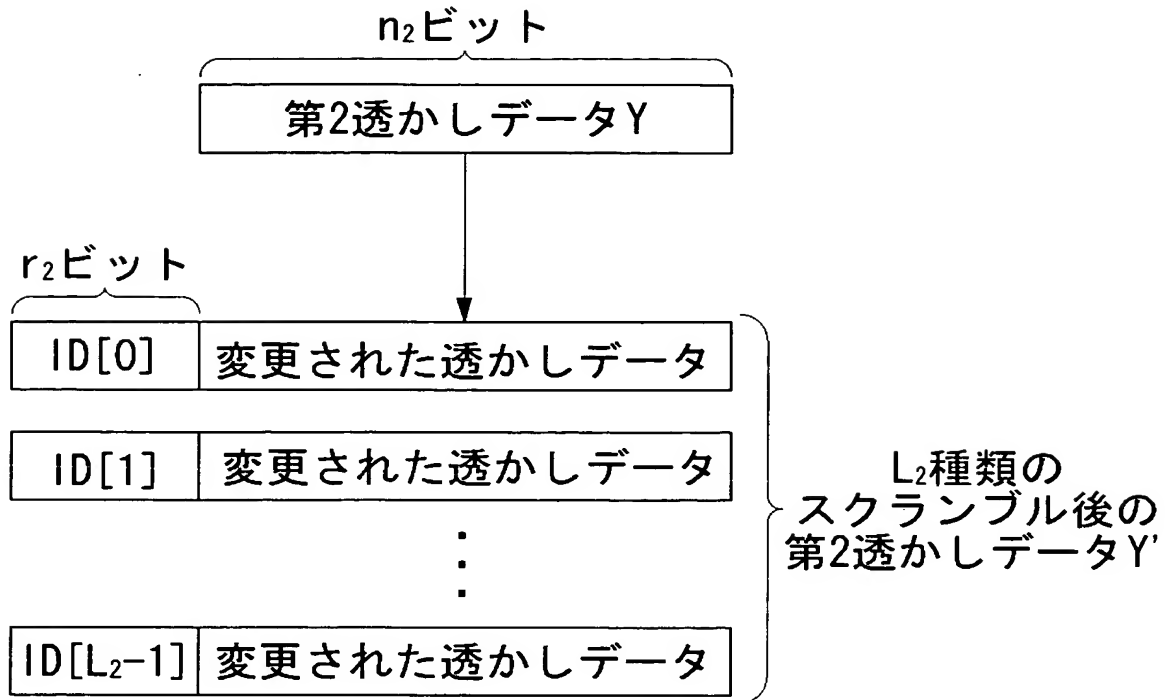 n₂ビット
第2透かしデータY
r₂ビット
ID[0] 変更された透かしデータ
ID[1] 変更された透かしデータ
L₂種類の
スクランブル後の
第2透かしデータY'
ID[L₂-1] 変更された透かしデータ